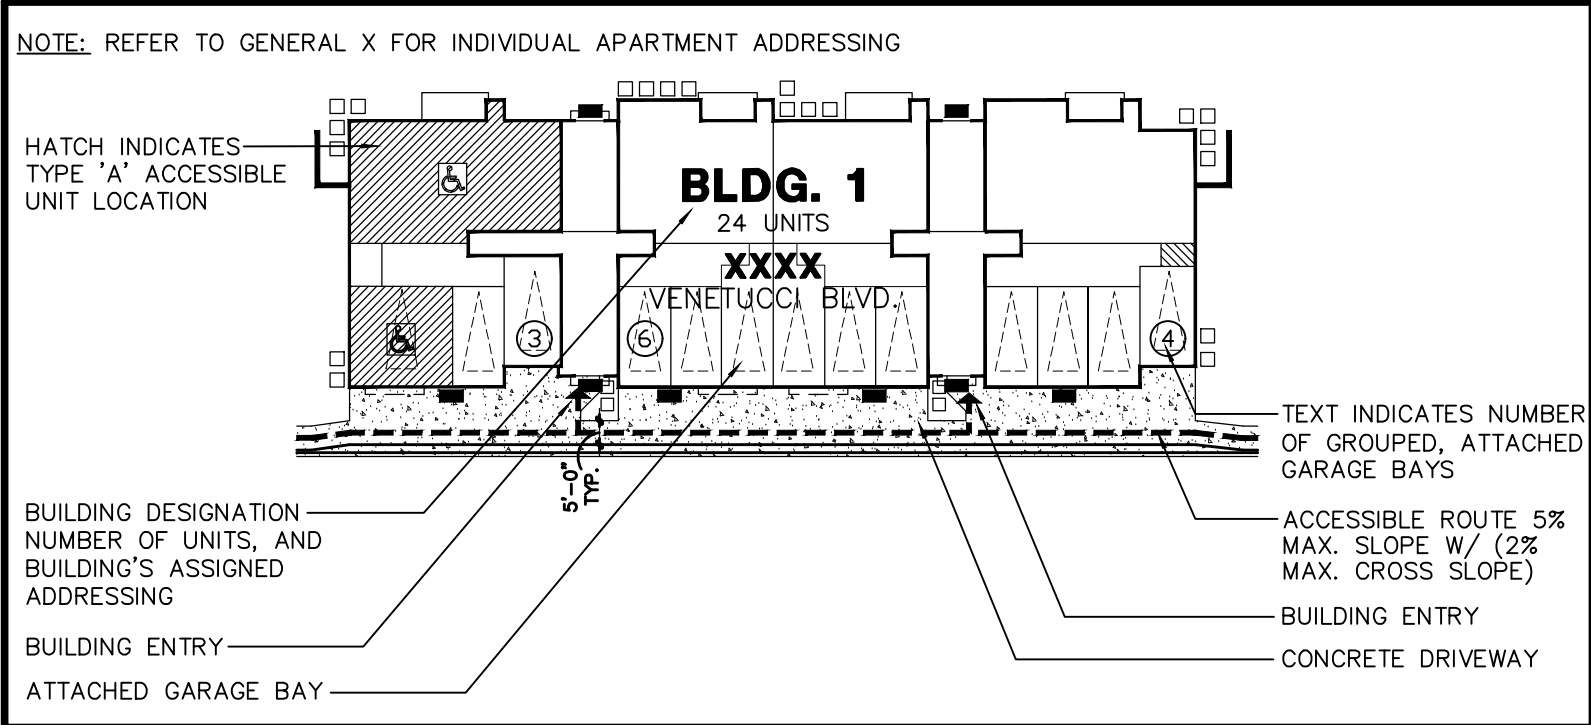 NOTE: REFER TO GENERAL X FOR INDIVIDUAL APARTMENT ADDRESSING
HATCH INDICATES
TYPE 'A' ACCESSIBLE
UNIT LOCATION
BLDG. 1
24 UNITS
XXXX
VENETUCCI BLVD.
3
6
4
5'-0"
TYP.
BUILDING DESIGNATION
NUMBER OF UNITS, AND
BUILDING'S ASSIGNED
ADDRESSING
BUILDING ENTRY
ATTACHED GARAGE BAY
TEXT INDICATES NUMBER
OF GROUPED, ATTACHED
GARAGE BAYS
ACCESSIBLE ROUTE 5%
MAX. SLOPE W/ (2%
MAX. CROSS SLOPE)
BUILDING ENTRY
CONCRETE DRIVEWAY